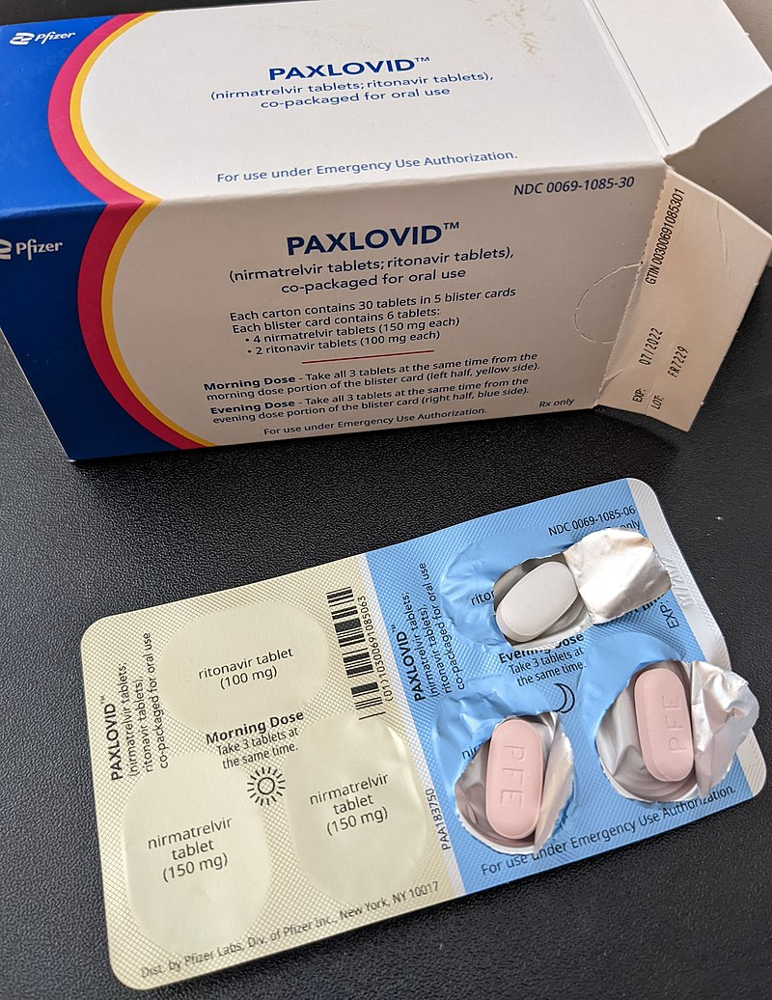 Pfizer
PAXLOVID™
(nirmatrelvir tablets; ritonavir tablets),
co-packaged for oral use
For use under Emergency Use Authorization.
NDC 0069-1085-30
Pfizer
PAXLOVID™
(nirmatrelvir tablets; ritonavir tablets),
co-packaged for oral use
Each carton contains 30 tablets in 5 blister cards
Each blister card contains 6 tablets:
• 4 nirmatrelvir tablets (150 mg each)
• 2 ritonavir tablets (100 mg each)
Morning Dose - Take all 3 tablets at the same time from the
morning dose portion of the blister card (left half, yellow side).
Evening Dose - Take all 3 tablets at the same time from the
evening dose portion of the blister card (right half, blue side).
For use under Emergency Use Authorization.
Rx only
GTIN 00300691085301
EXP: 07/2022
LOT: FR7229
PAXLOVID™
(nirmatrelvir tablets;
ritonavir tablets),
co-packaged for oral use
ritonavir tablet
(100 mg)
Morning Dose
Take 3 tablets at
the same time.
nirmatrelvir
tablet
(150 mg)
nirmatrelvir
tablet
(150 mg)
(01)10300691085063
Dist. by Pfizer Labs, Div. of Pfizer Inc., New York, NY 10017
PAA183750
PAXLOVID™
(nirmatrelvir tablets;
ritonavir tablets),
co-packaged for oral use
NDC 0069-1085-06
only
Evening Dose
Take 3 tablets at
the same time.
EXP:
PFE
PFE
For use under Emergency Use Authorization.